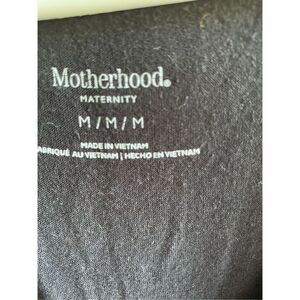 Motherhood®
MATERNITY
M / M / M
MADE IN VIETNAM
ABRIQUÉ AU VIETNAM | HECHO EN VIETNAM